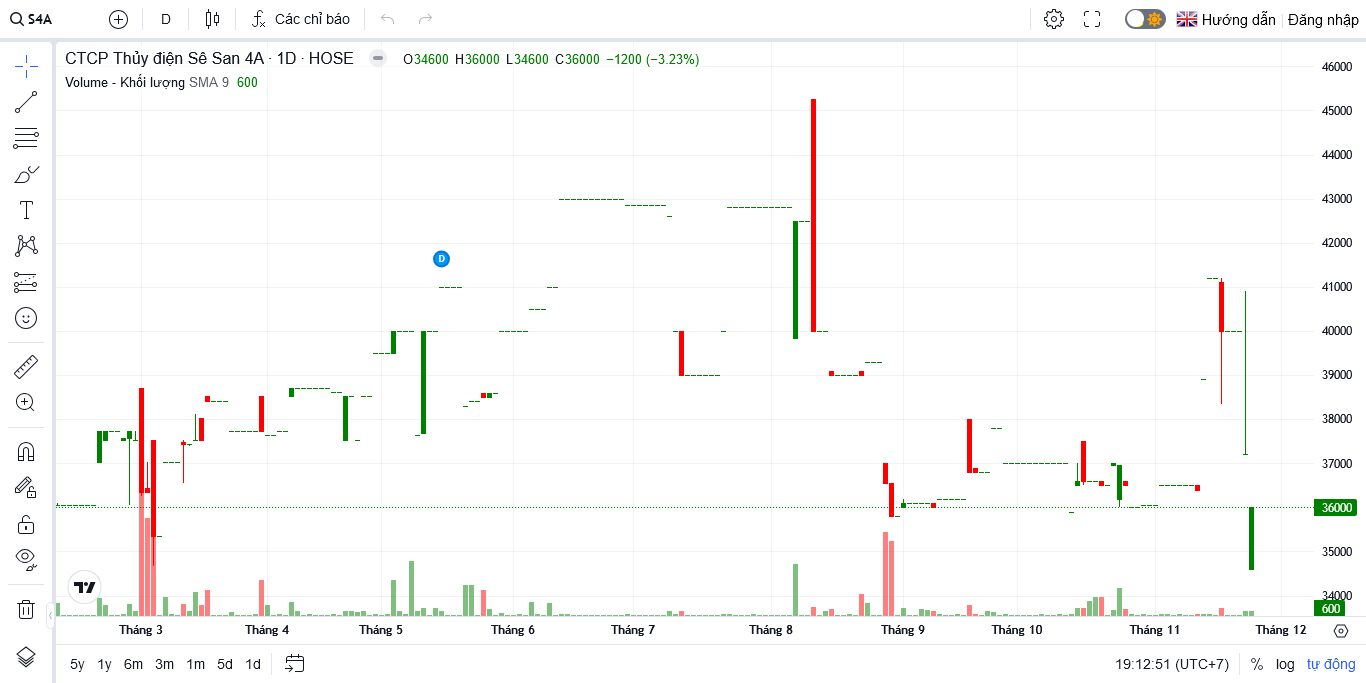 S4A D Các chỉ báo Hướng dẫn Đăng nhập
CTCP Thủy điện Sê San 4A · 1D · HOSE O34600 H36000 L34600 C36000 −1200 (−3.23%)
Volume - Khối lượng SMA 9 600
46000
45000
44000
43000
42000
41000
40000
39000
38000
37000
36000
35000
34000
600
D
Tháng 3 Tháng 4 Tháng 5 Tháng 6 Tháng 7 Tháng 8 Tháng 9 Tháng 10 Tháng 11 Tháng 12
5y 1y 6m 3m 1m 5d 1d 19:12:51 (UTC+7) % log tự động